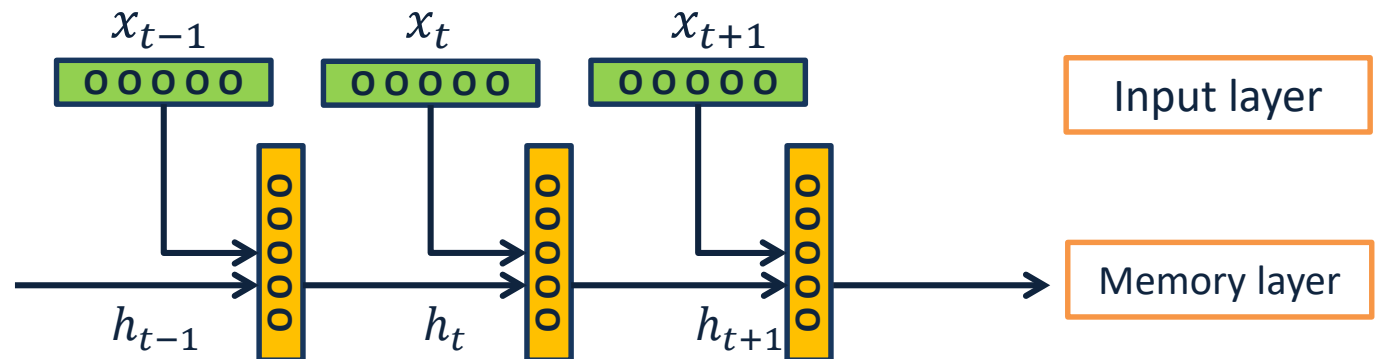 x_{t−1} x_t x_{t+1}
O O O O O O O O O O O O O O O
Input layer
O O O O O O O O O O O O O O O
Memory layer
h_{t−1} h_t h_{t+1}